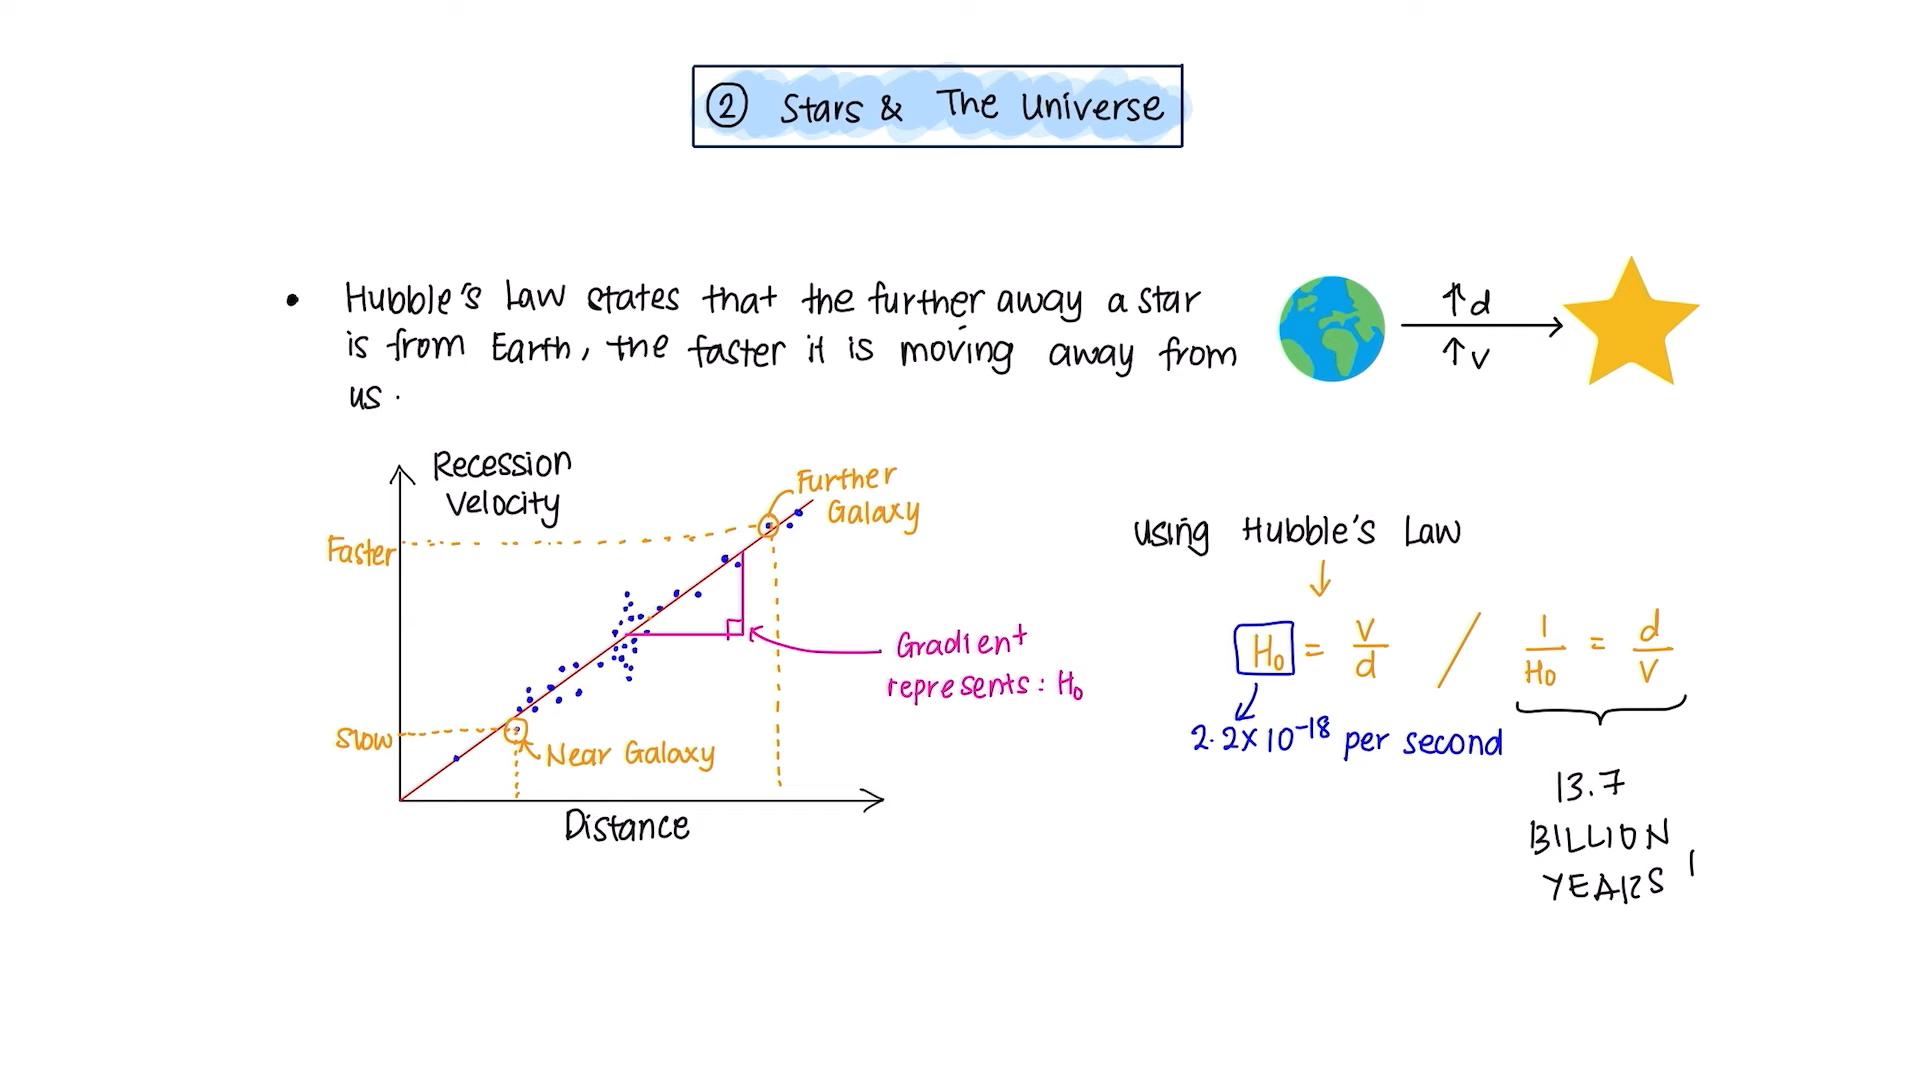 ② Stars & The Universe
• Hubble's Law states that the further away a star
is from Earth, the faster it is moving away from
us.
↑d
↑v
Recession
Velocity
Further
Galaxy
Faster
Gradient
represents: H₀
Slow
Near Galaxy
Distance
using Hubble's Law
H₀ = v/d / 1/H₀ = d/v
2.2x10⁻¹⁸ per second
13.7
BILLION
YEARS